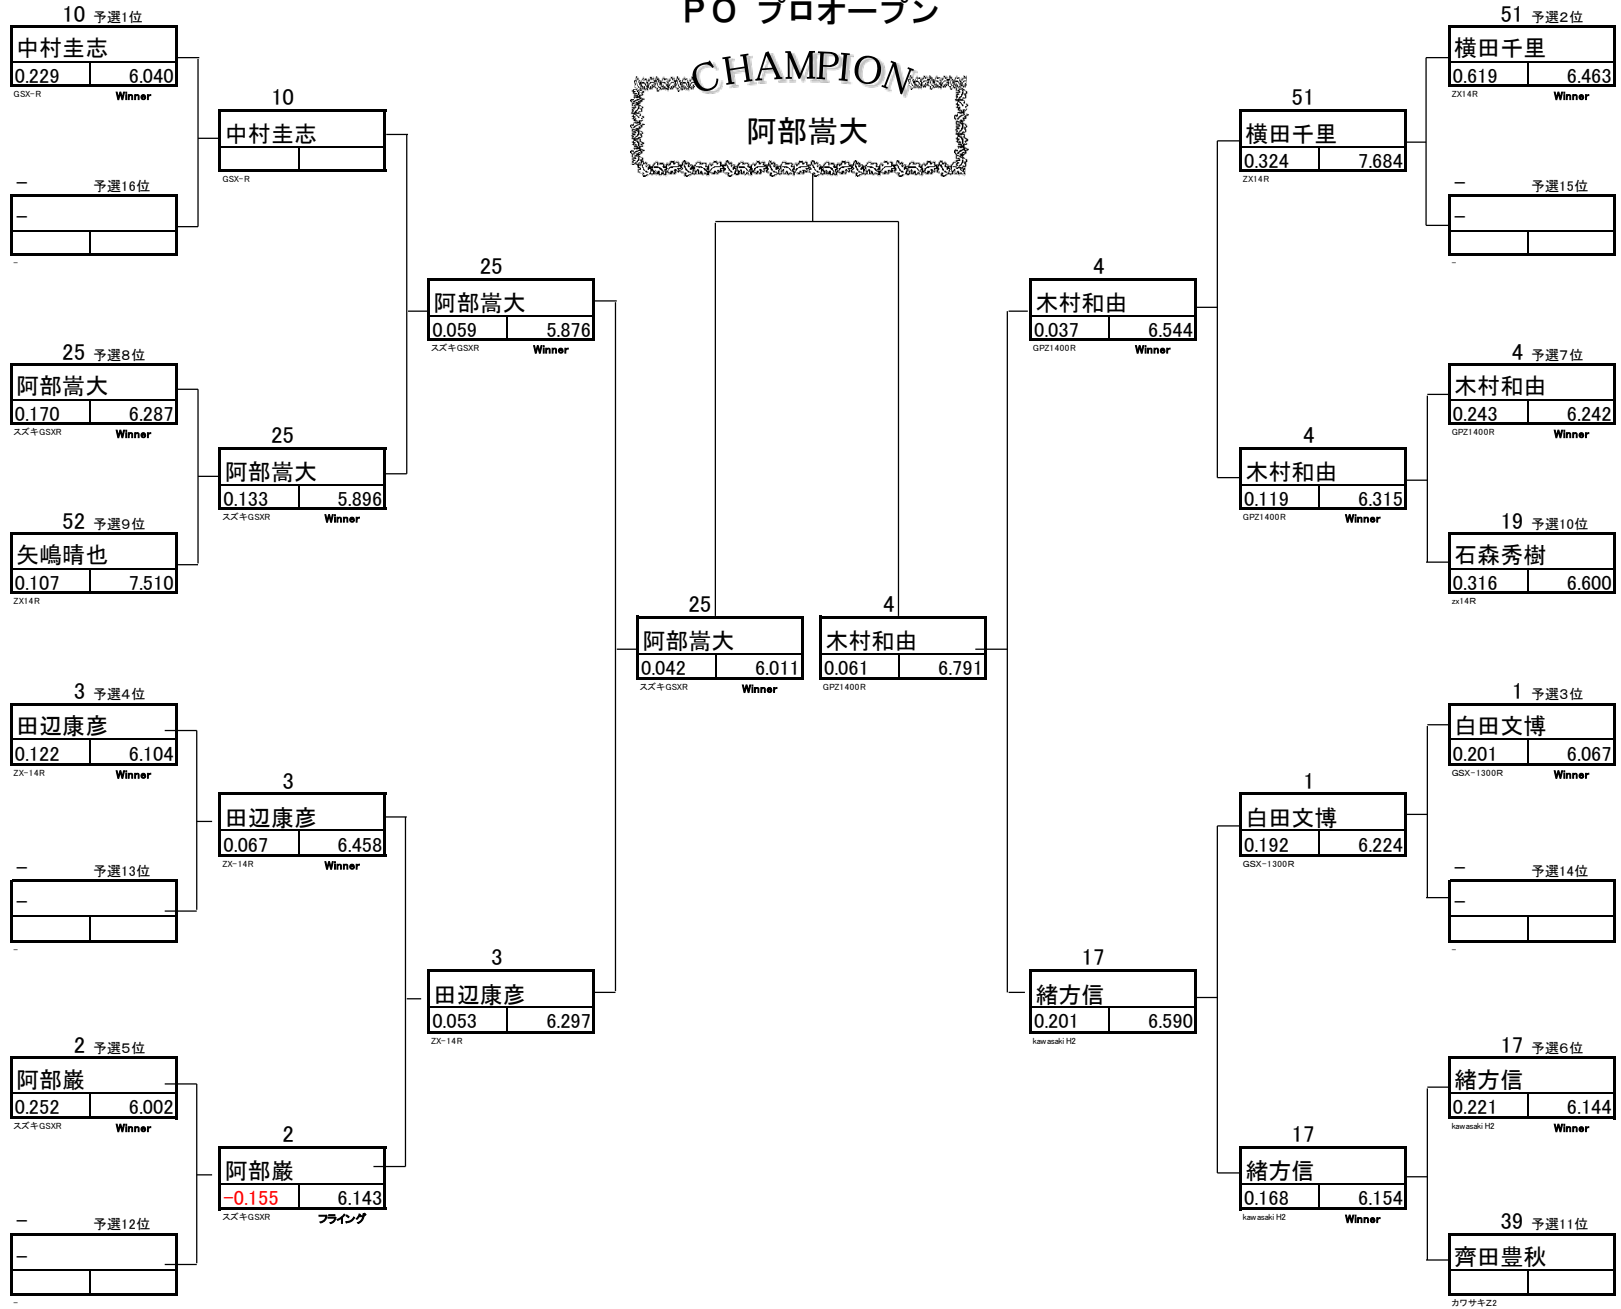 PO プロオープン
CHAMPION
阿部嵩大
10 予選1位
中村圭志
0.229 6.040
GSX-R Winner
– 予選16位
–
–
25 予選8位
阿部嵩大
0.170 6.287
スズキGSXR Winner
52 予選9位
矢嶋晴也
0.107 7.510
ZX14R
3 予選4位
田辺康彦
0.122 6.104
ZX-14R Winner
– 予選13位
–
–
2 予選5位
阿部巌
0.252 6.002
スズキGSXR Winner
– 予選12位
–
–
10
中村圭志
GSX-R
25
阿部嵩大
0.133 5.896
スズキGSXR Winner
3
田辺康彦
0.067 6.458
ZX-14R Winner
2
阿部巌
-0.155 6.143
スズキGSXR フライング
25
阿部嵩大
0.059 5.876
スズキGSXR Winner
3
田辺康彦
0.053 6.297
ZX-14R
25
阿部嵩大
0.042 6.011
スズキGSXR Winner
4
木村和由
0.061 6.791
GPZ1400R
4
木村和由
0.037 6.544
GPZ1400R Winner
17
緒方信
0.201 6.590
kawasaki H2
51
横田千里
0.324 7.684
ZX14R
4
木村和由
0.119 6.315
GPZ1400R Winner
1
白田文博
0.192 6.224
GSX-1300R
17
緒方信
0.168 6.154
kawasaki H2 Winner
51 予選2位
横田千里
0.619 6.463
ZX14R Winner
– 予選15位
–
–
4 予選7位
木村和由
0.243 6.242
GPZ1400R Winner
19 予選10位
石森秀樹
0.316 6.600
zx14R
1 予選3位
白田文博
0.201 6.067
GSX-1300R Winner
– 予選14位
–
–
17 予選6位
緒方信
0.221 6.144
kawasaki H2 Winner
39 予選11位
齊田豊秋
カワサキZ2